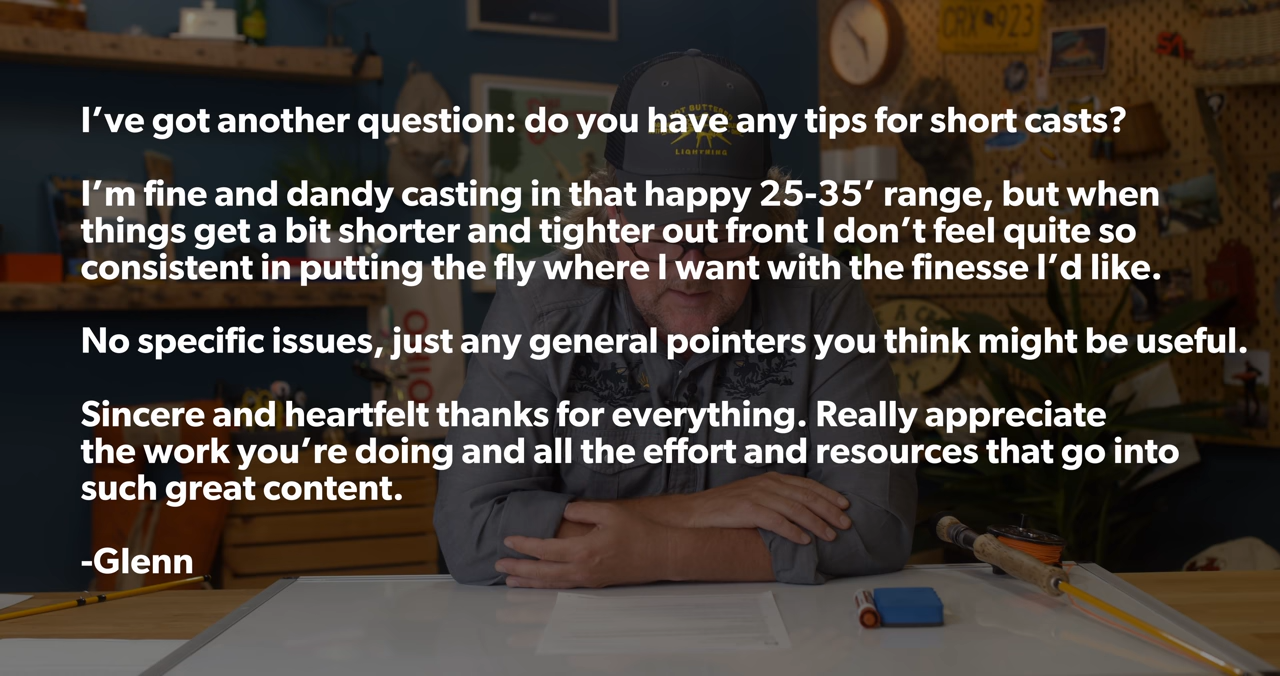 CRX 923
I’ve got another question: do you have any tips for short casts?
LIGHTNING
I’m fine and dandy casting in that happy 25-35’ range, but when
things get a bit shorter and tighter out front I don’t feel quite so
consistent in putting the fly where I want with the finesse I’d like.
No specific issues, just any general pointers you think might be useful.
Sincere and heartfelt thanks for everything. Really appreciate
the work you’re doing and all the effort and resources that go into
such great content.
-Glenn